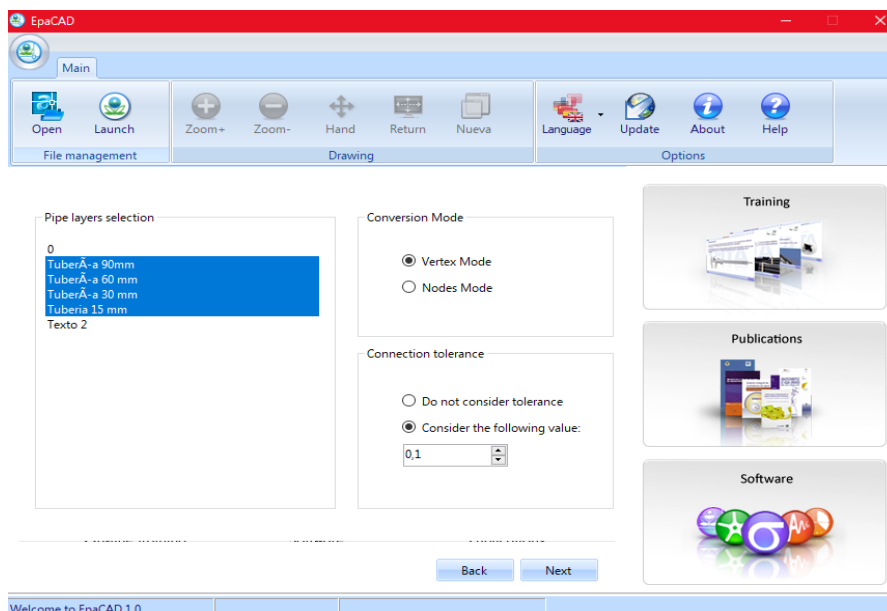 EpaCAD
Main
Open
Launch
Zoom+
Zoom-
Hand
Return
Nueva
Language
Update
About
Help
File management
Drawing
Options
Pipe layers selection
0
TuberÃ-a 90mm
TuberÃ-a 60 mm
TuberÃ-a 30 mm
Tuberia 15 mm
Texto 2
Conversion Mode
Vertex Mode
Nodes Mode
Connection tolerance
Do not consider tolerance
Consider the following value:
0,1
Training
Publications
Software
Back
Next
Welcome to EpaCAD 1.0